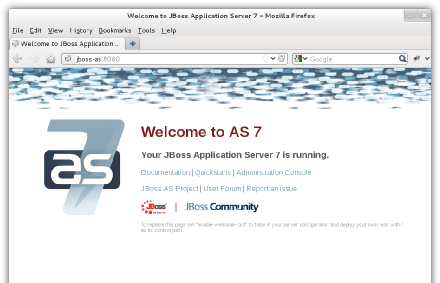 Welcome to JBoss Application Server 7 - Mozilla Firefox
File Edit View History Bookmarks Tools Help
Welcome to JBoss Application...
jboss-as:8080
Google
7
as
Welcome to AS 7
Your JBoss Application Server 7 is running.
Documentation | Quickstarts | Administration Console
JBoss AS Project | User Forum | Report an issue
JBoss by Red Hat | JBoss Community
To replace this page set "enable-welcome-root" to false in your server configuration and deploy your own war with /
as its context path.